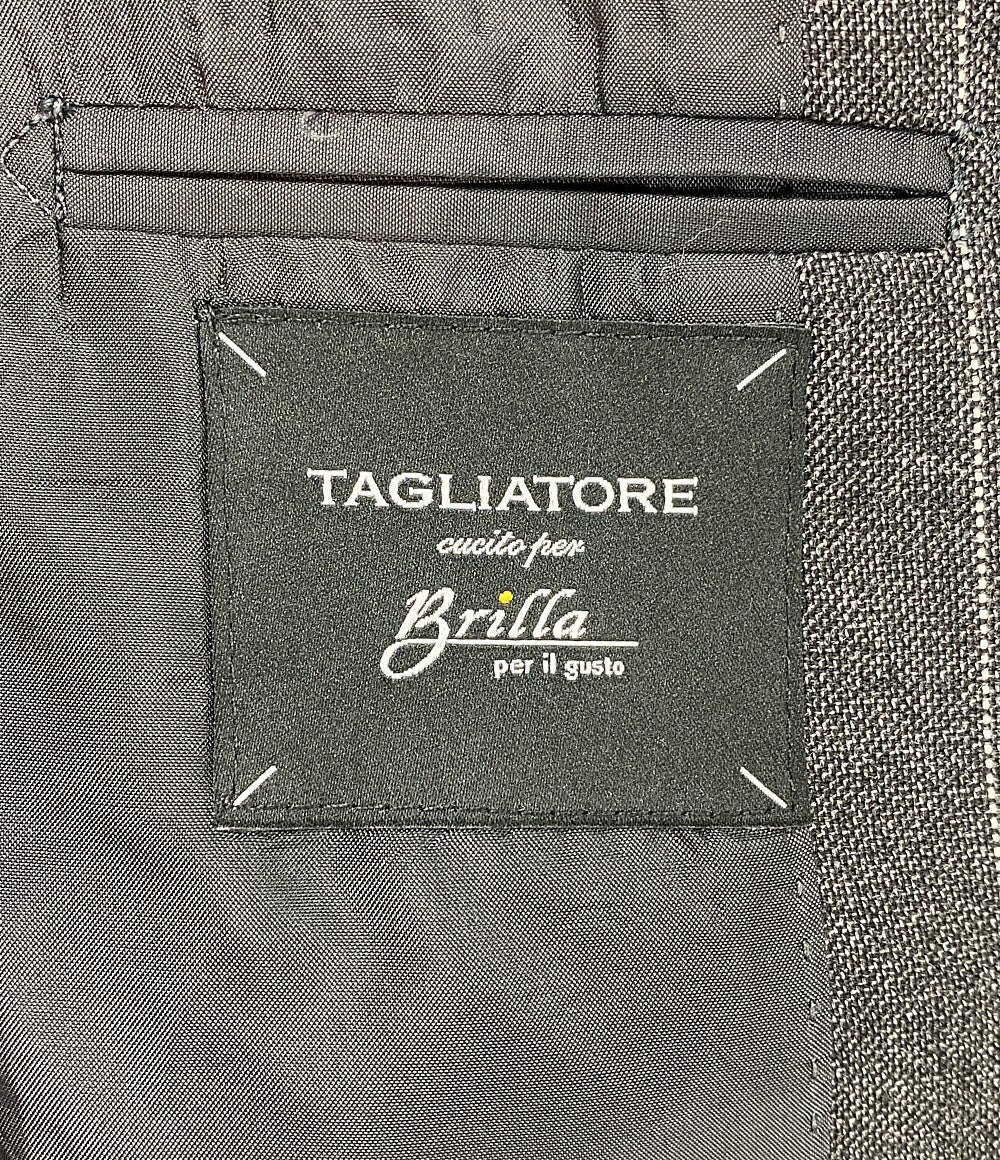 TAGLIATORE
cucito per
Brilla
per il gusto